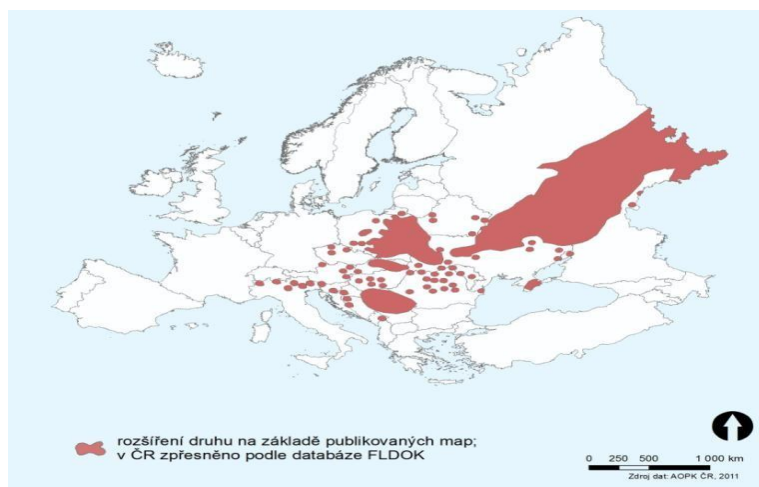 rozšíření druhu na základě publikovaných map;
v ČR zpřesněno podle databáze FLDOK
0 250 500 1 000 km
Zdroj dat: AOPK ČR, 2011